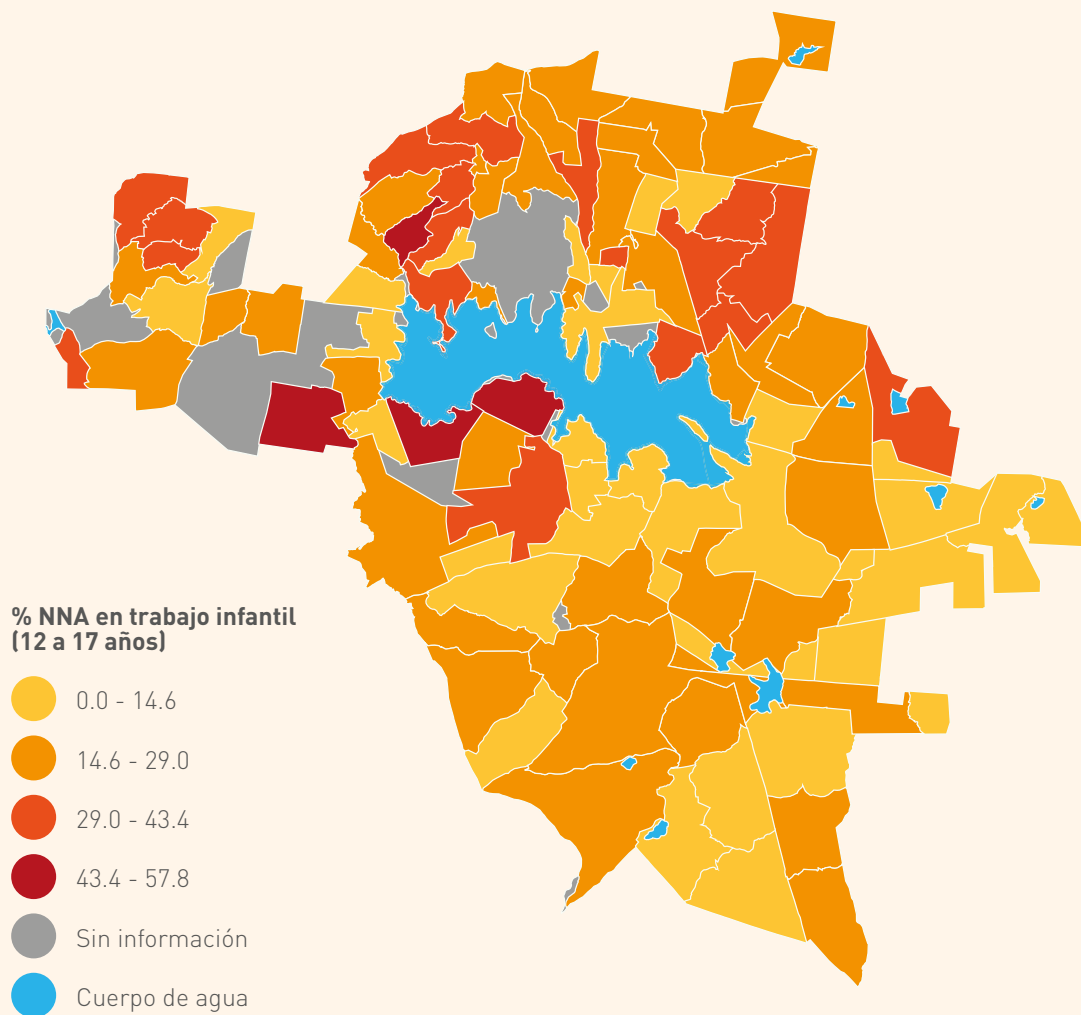 % NNA en trabajo infantil
(12 a 17 años)
0.0 - 14.6
14.6 - 29.0
29.0 - 43.4
43.4 - 57.8
Sin información
Cuerpo de agua